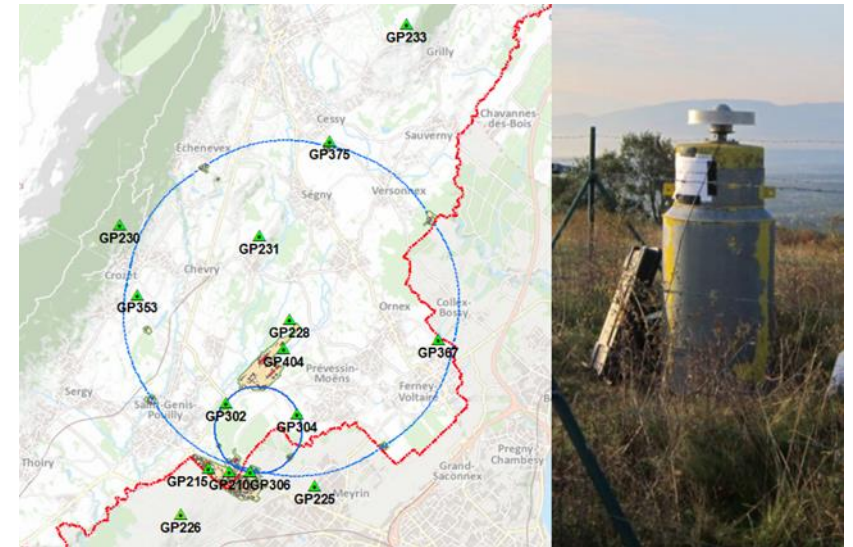 GP233
Grilly
Chavannes-
des-Bois
Cessy
Sauverny
GP375
Échenevex
Versonnex
Ségny
GP230
GP231
Crozet
Chevry
GP353
Ornex
Collex-
Bossy
GP228
GP367
GP404
Prévessin-
Moëns
Sergy
Ferney-
Voltaire
Saint-Genis-
Pouilly
GP302
GP304
Thoiry
Grand-
Saconnex
Pregny-
Chambésy
GP215
GP210
GP306
GP225
Meyrin
GP226